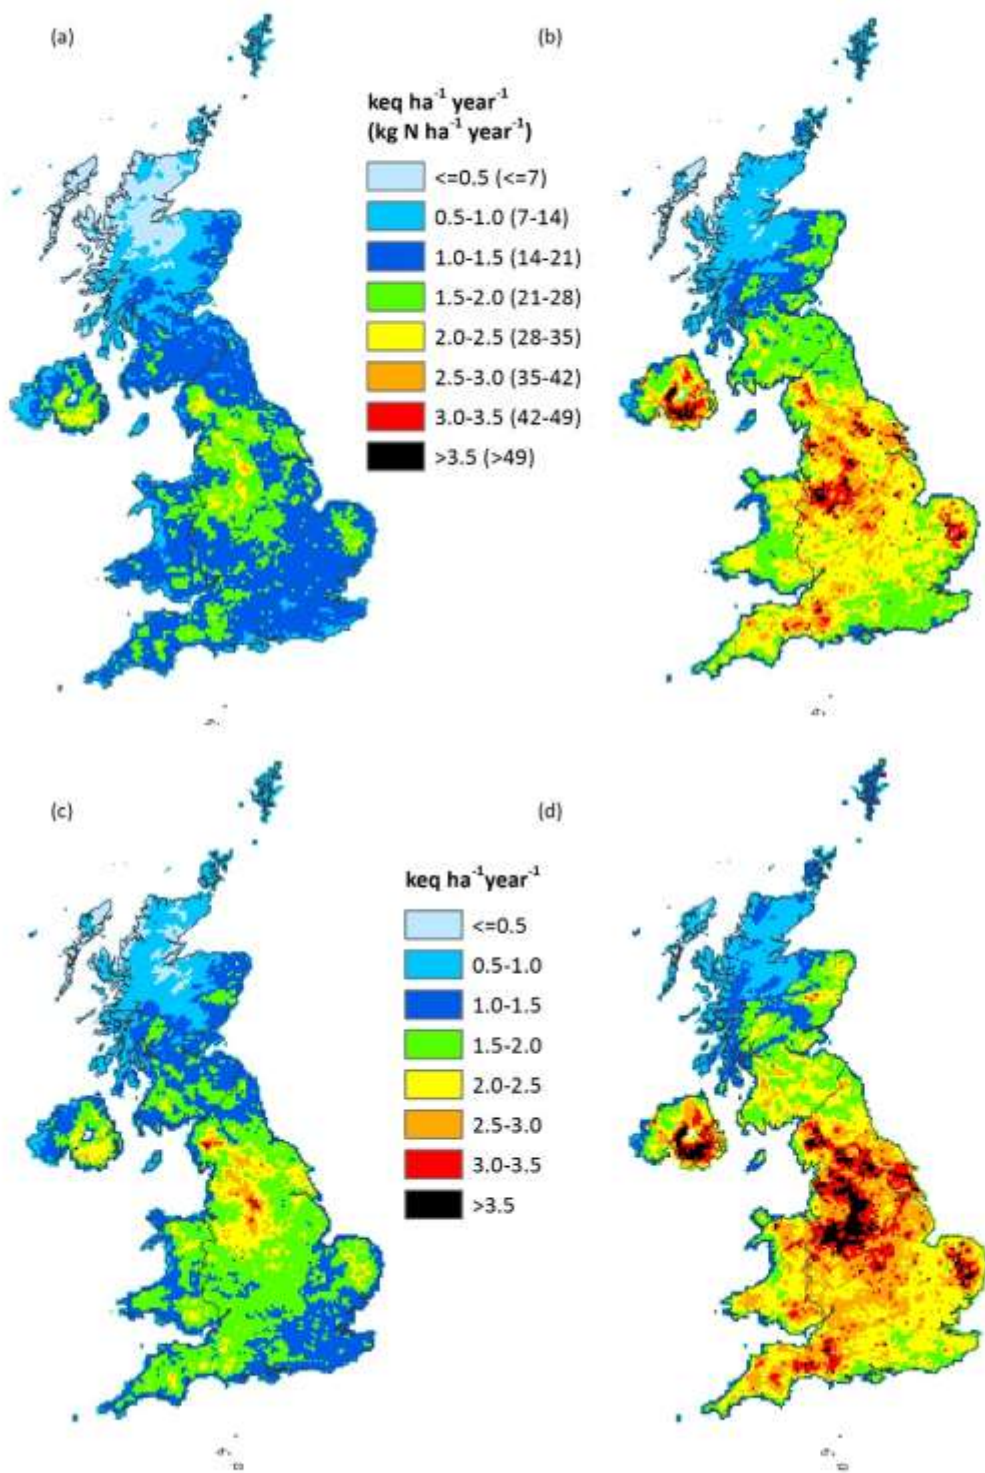 (a)
(b)
keq ha⁻¹ year⁻¹
(kg N ha⁻¹ year⁻¹)
<=0.5 (<=7)
0.5-1.0 (7-14)
1.0-1.5 (14-21)
1.5-2.0 (21-28)
2.0-2.5 (28-35)
2.5-3.0 (35-42)
3.0-3.5 (42-49)
>3.5 (>49)
(c)
(d)
keq ha⁻¹year⁻¹
<=0.5
0.5-1.0
1.0-1.5
1.5-2.0
2.0-2.5
2.5-3.0
3.0-3.5
>3.5